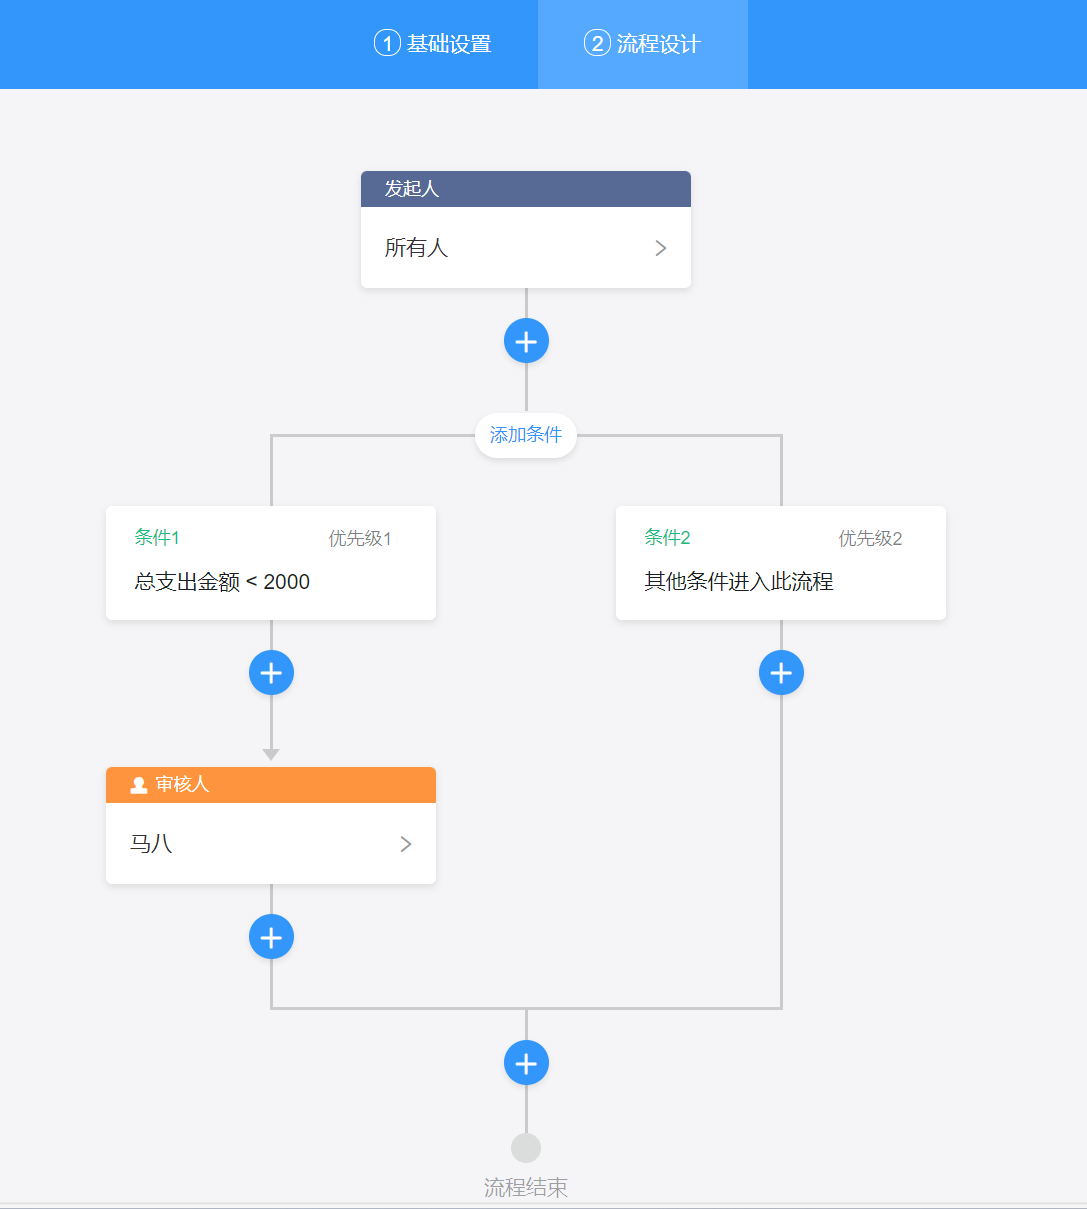 ① 基础设置
② 流程设计
发起人
所有人
添加条件
条件1
优先级1
总支出金额 < 2000
条件2
优先级2
其他条件进入此流程
审核人
马八
流程结束